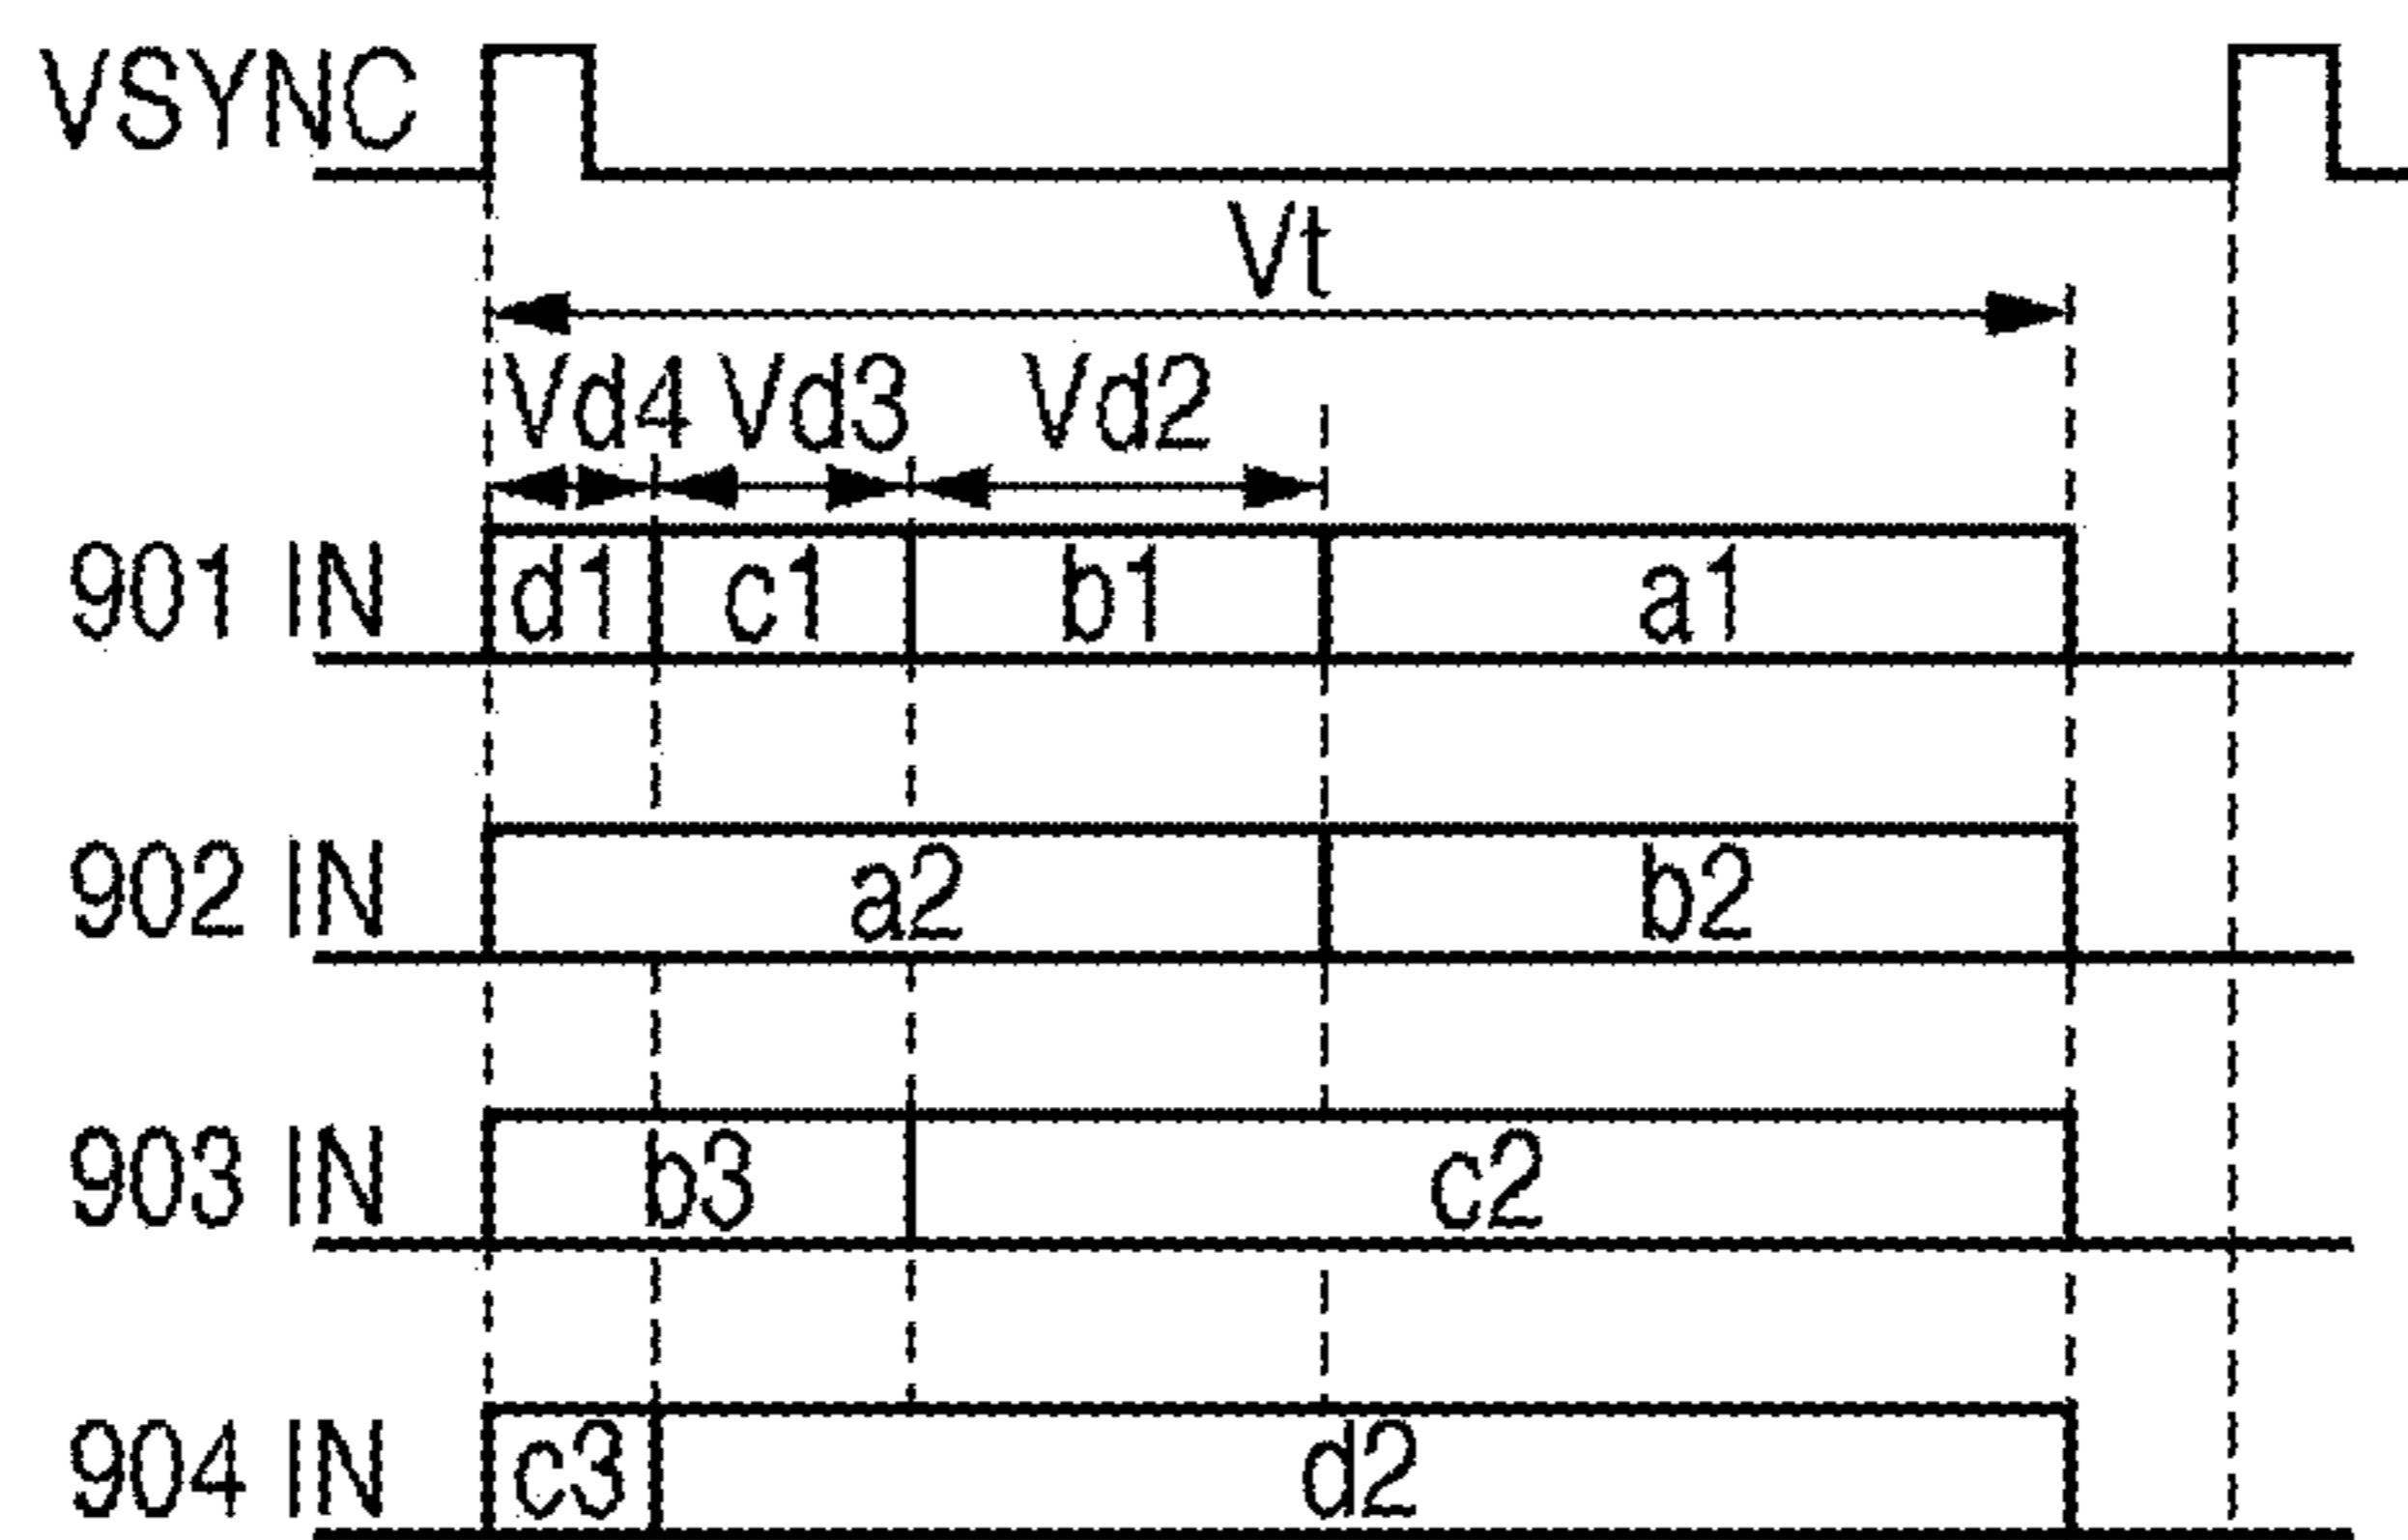 VSYNC
Vt
Vd4 Vd3 Vd2
901 IN d1 c1 b1 a1
902 IN a2 b2
903 IN b3 c2
904 IN c3 d2